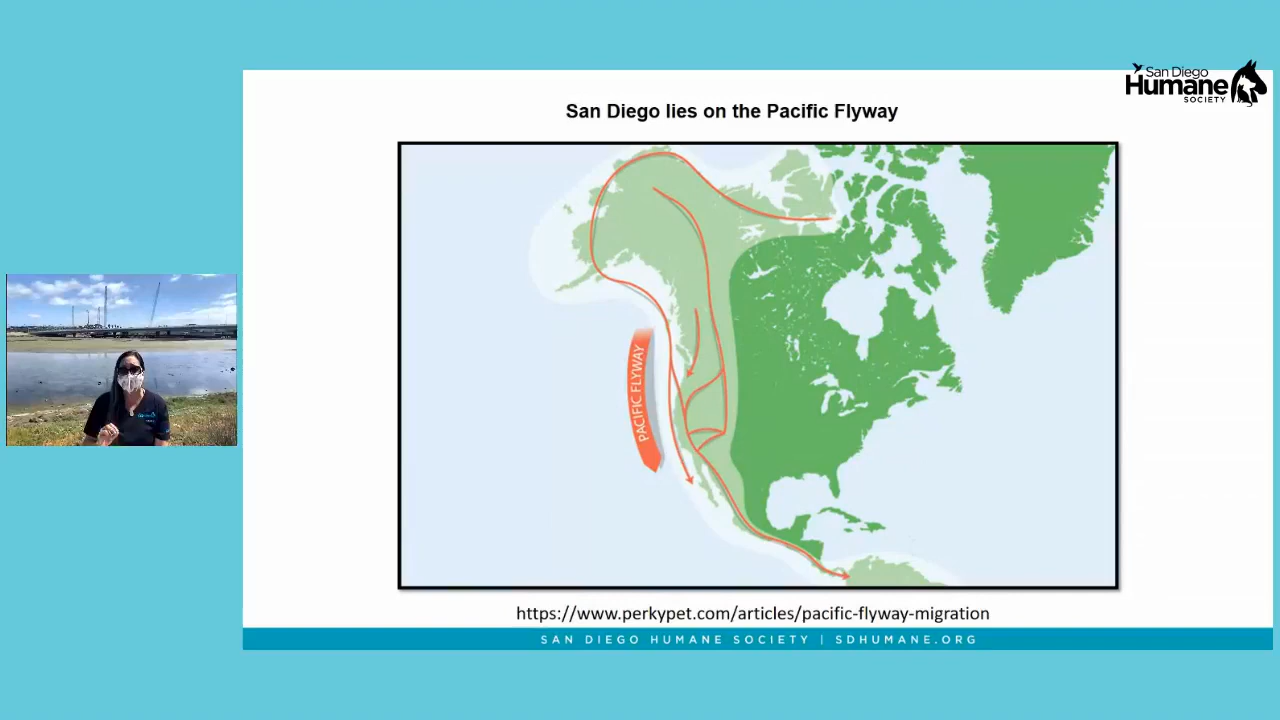 San Diego
Humane
SOCIETY
San Diego lies on the Pacific Flyway
PACIFIC FLYWAY
https://www.perkypet.com/articles/pacific-flyway-migration
SAN DIEGO HUMANE SOCIETY | SDHUMANE.ORG